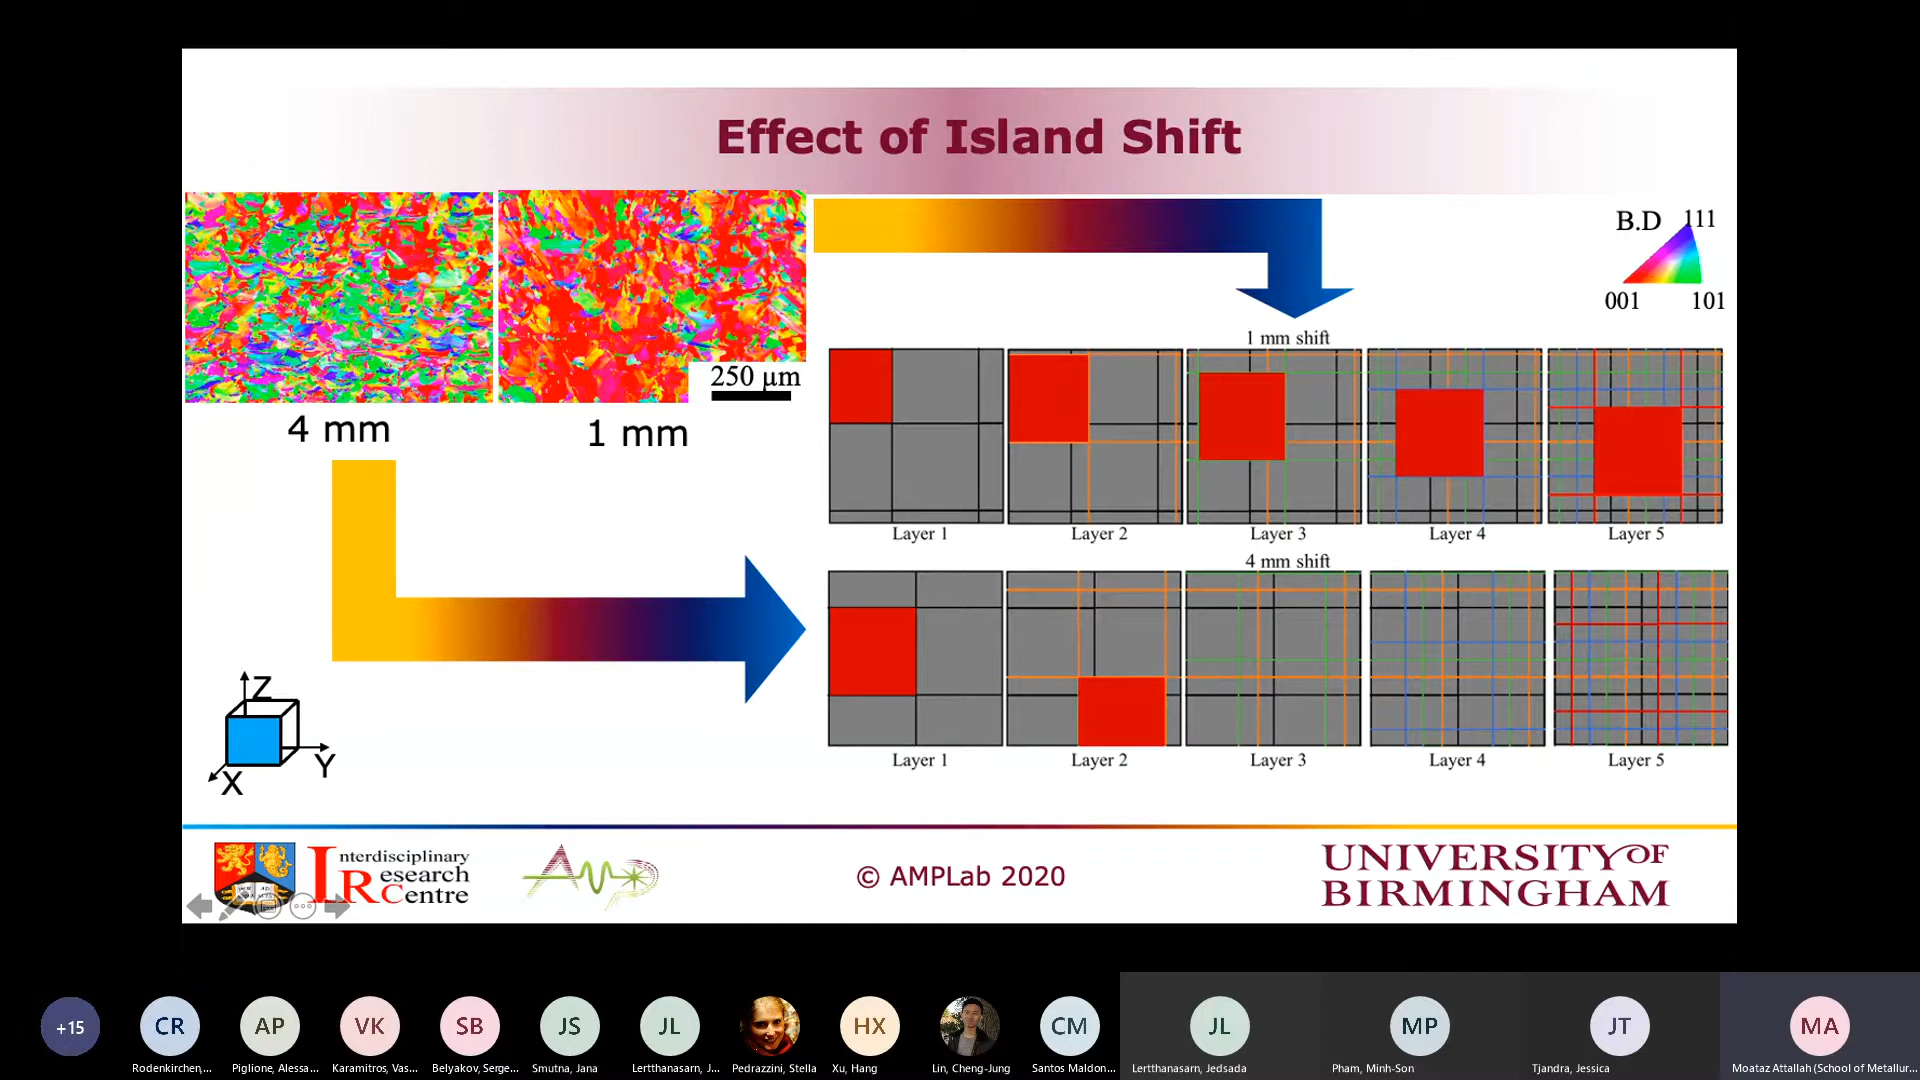 Effect of Island Shift
B.D 111
001 101
250 µm
4 mm
1 mm
1 mm shift
Layer 1 Layer 2 Layer 3 Layer 4 Layer 5
4 mm shift
Layer 1 Layer 2 Layer 3 Layer 4 Layer 5
Z
Y
X
Interdisciplinary
Research
Centre
AMP
© AMPLab 2020
UNIVERSITY OF
BIRMINGHAM
+15 CR AP VK SB JS JL HX CM JL MP JT MA
Rodenkirchen,... Piglione, Alessa... Karamitros, Vas... Belyakov, Serge... Smutna, Jana Lertthanasarn, J... Pedrazzini, Stella Xu, Hang Lin, Cheng-Jung Santos Maldon... Lertthanasarn, Jedsada Pham, Minh-Son Tjandra, Jessica Moataz Attallah (School of Metallur...